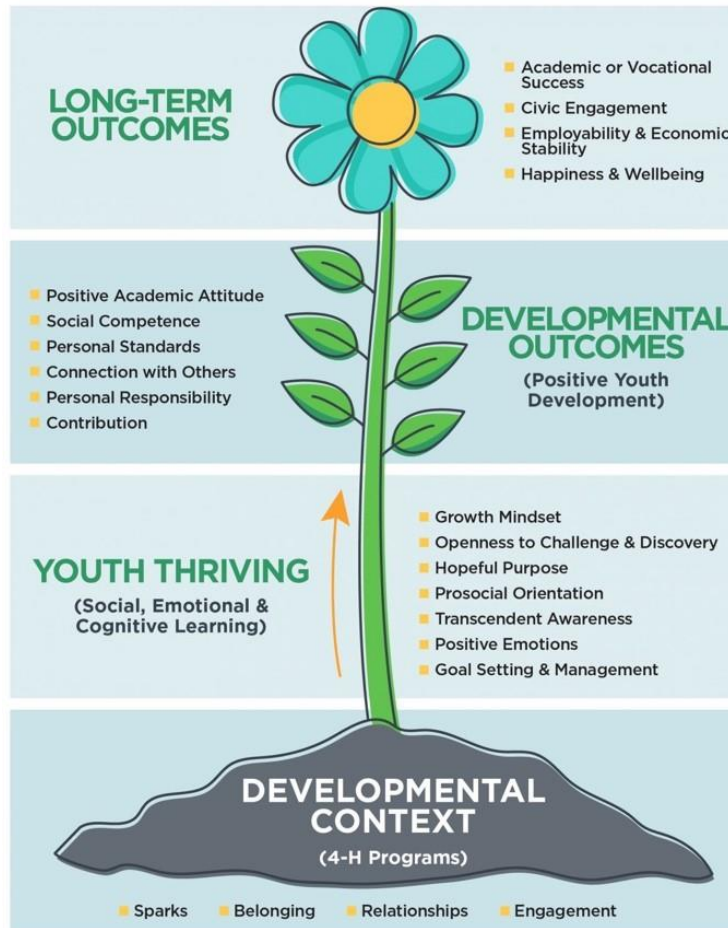 LONG-TERM
OUTCOMES
Academic or Vocational
Success
Civic Engagement
Employability & Economic
Stability
Happiness & Wellbeing
Positive Academic Attitude
Social Competence
Personal Standards
Connection with Others
Personal Responsibility
Contribution
DEVELOPMENTAL
OUTCOMES
(Positive Youth
Development)
YOUTH THRIVING
(Social, Emotional &
Cognitive Learning)
Growth Mindset
Openness to Challenge & Discovery
Hopeful Purpose
Prosocial Orientation
Transcendent Awareness
Positive Emotions
Goal Setting & Management
DEVELOPMENTAL
CONTEXT
(4-H Programs)
Sparks Belonging Relationships Engagement